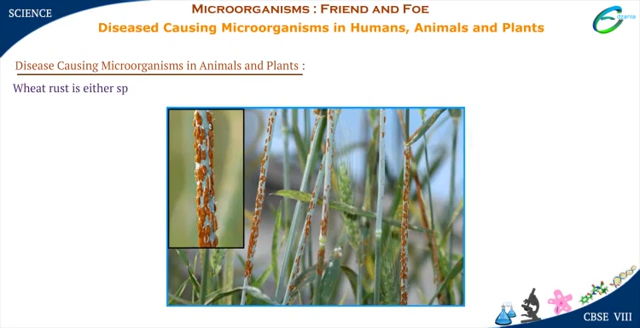 SCIENCE
MICROORGANISMS : FRIEND AND FOE
Diseased Causing Microorganisms in Humans, Animals and Plants
Disease Causing Microorganisms in Animals and Plants :
Wheat rust is either sp
CBSE VIII